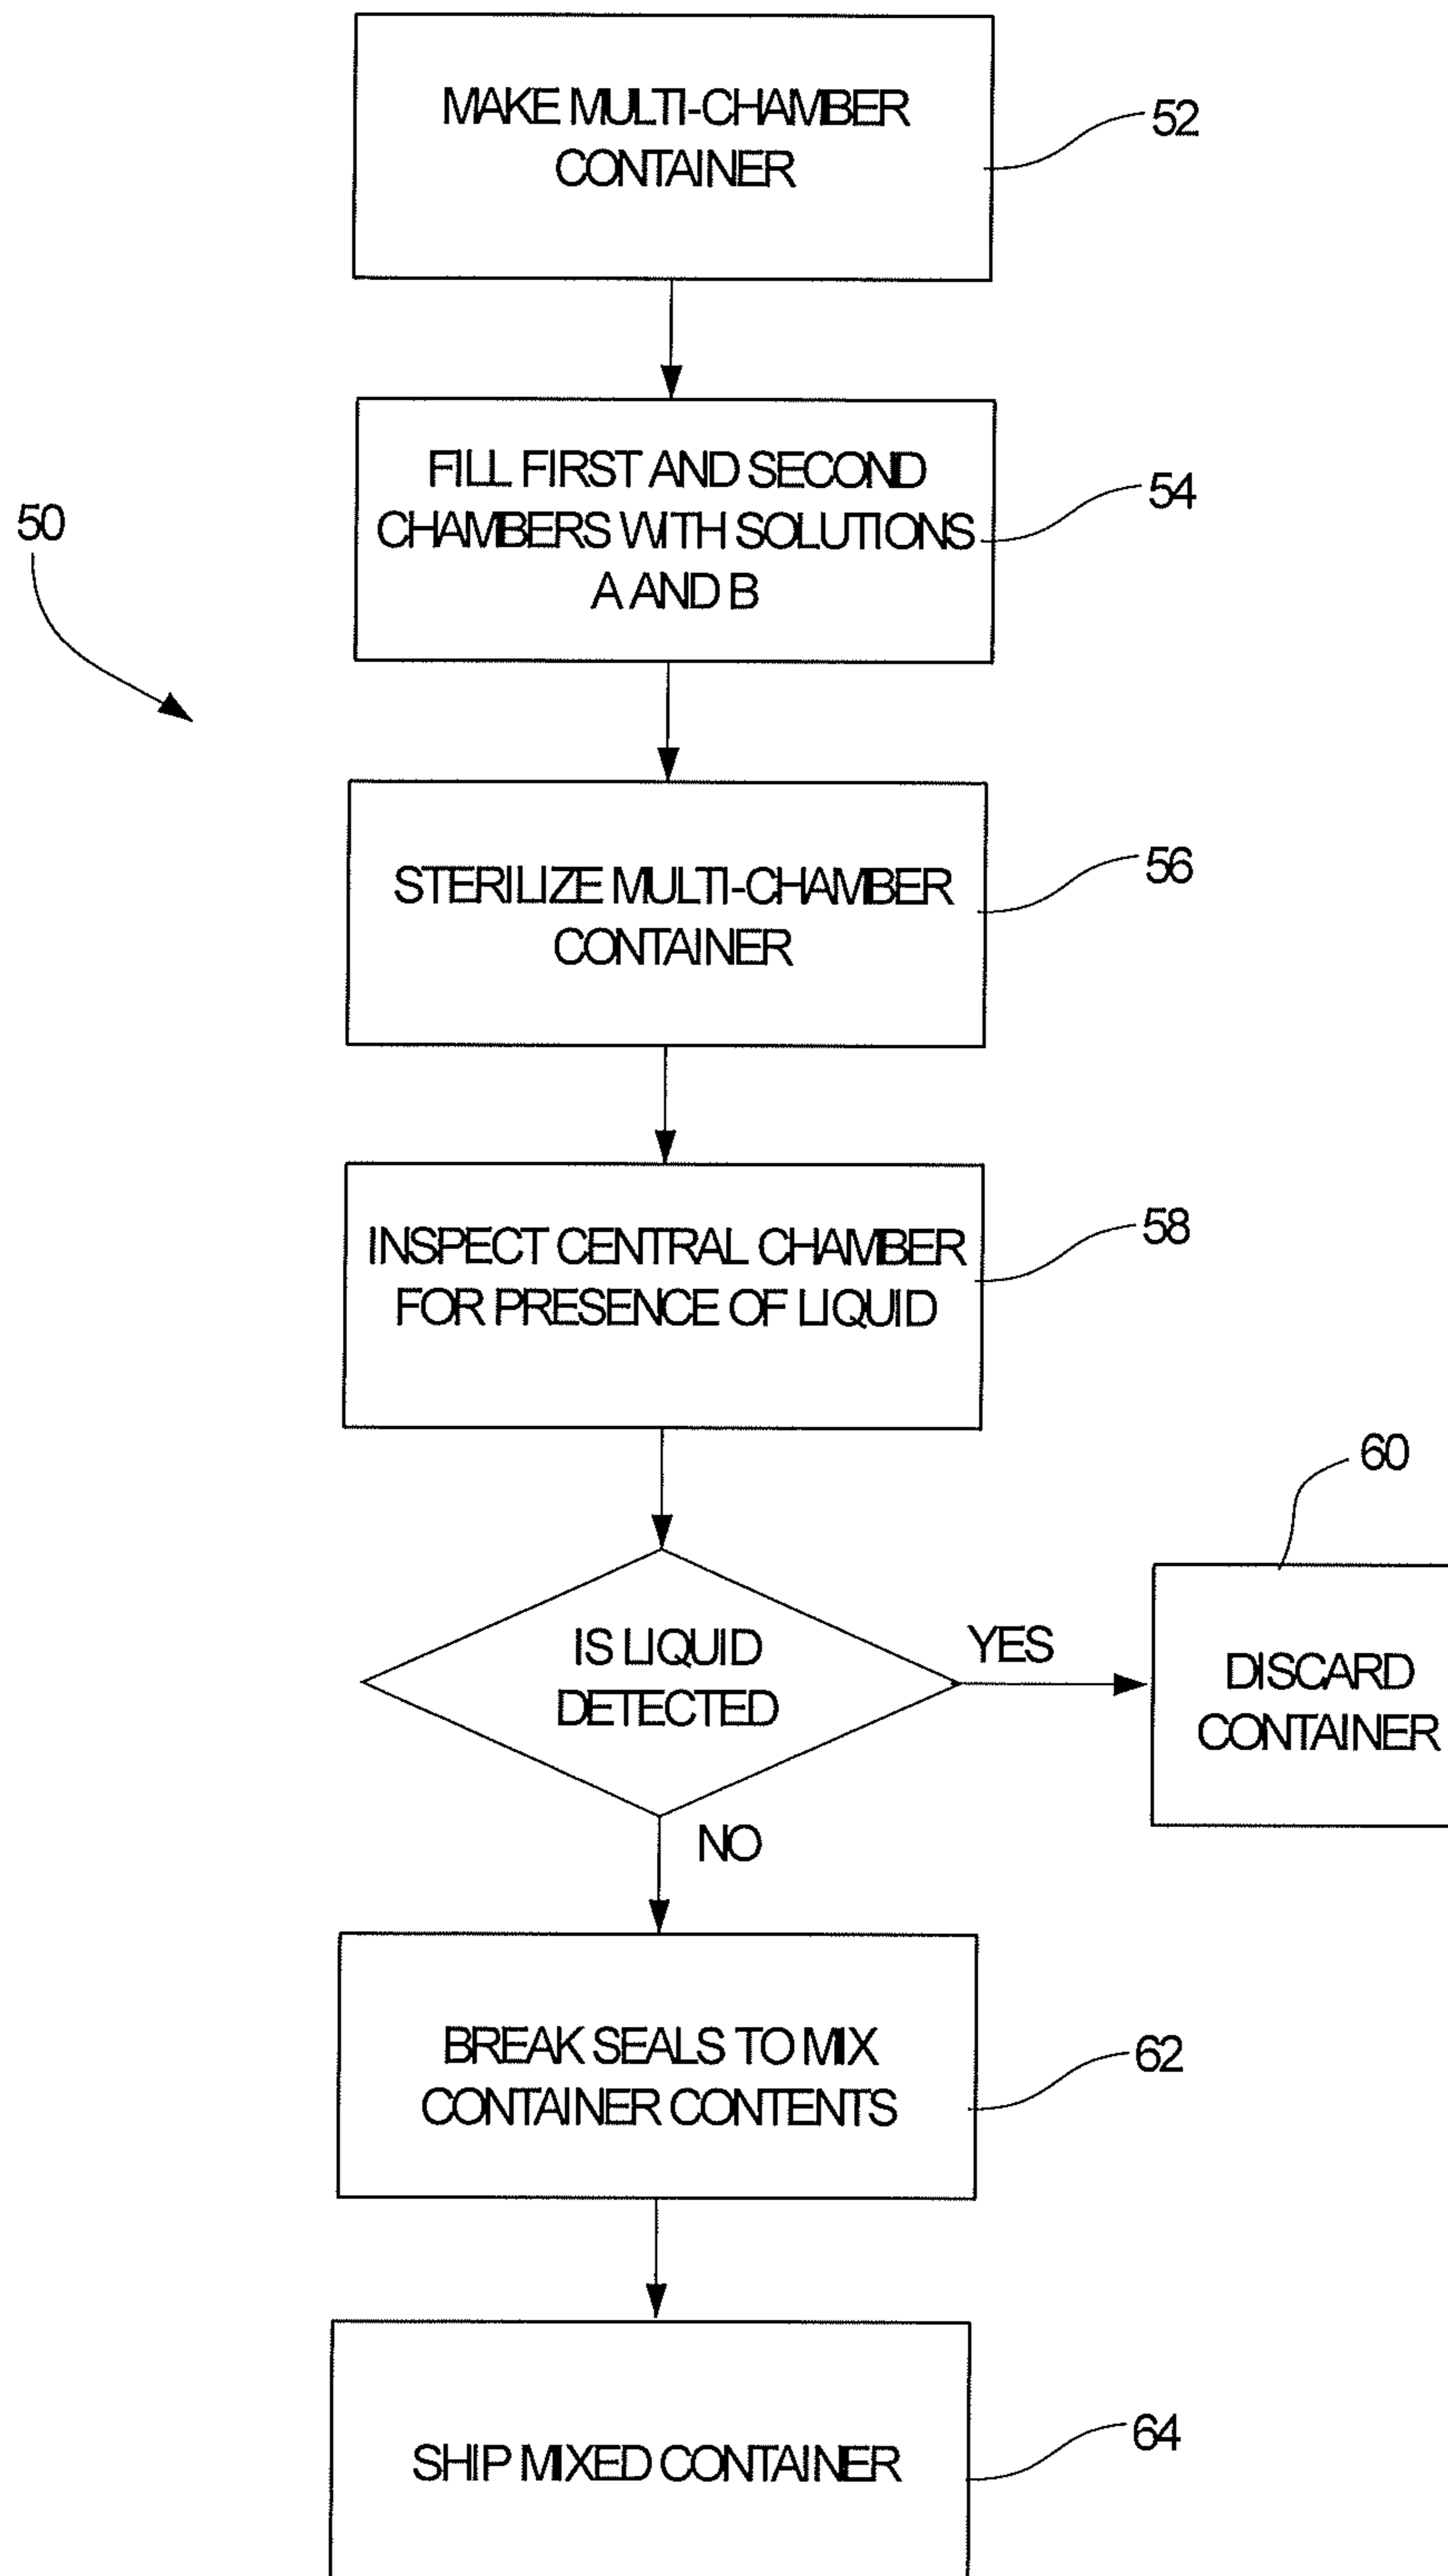 MAKE MULTI-CHAMBER
CONTAINER
52
FILL FIRST AND SECOND
CHAMBERS WITH SOLUTIONS
A AND B
54
50
STERILIZE MULTI-CHAMBER
CONTAINER
56
INSPECT CENTRAL CHAMBER
FOR PRESENCE OF LIQUID
58
60
IS LIQUID
DETECTED
YES
DISCARD
CONTAINER
NO
BREAK SEALS TO MIX
CONTAINER CONTENTS
62
SHIP MIXED CONTAINER
64